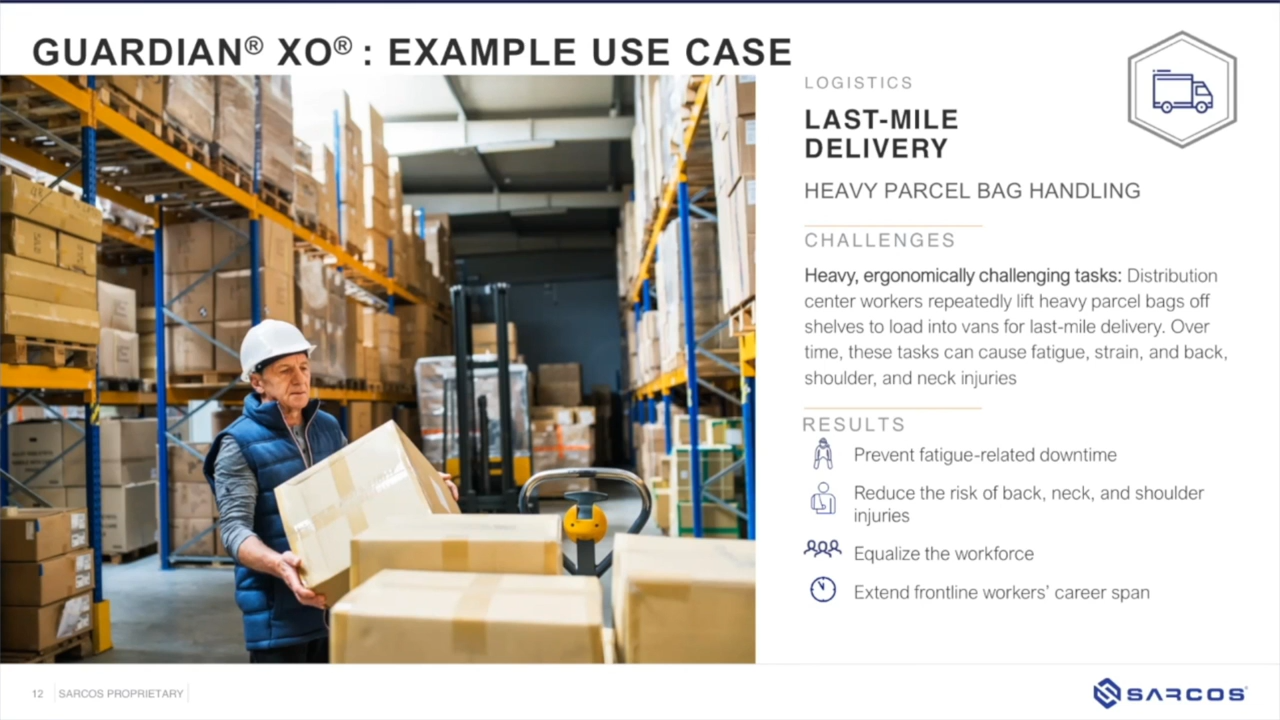 GUARDIAN® XO® : EXAMPLE USE CASE
LOGISTICS
LAST-MILE
DELIVERY
HEAVY PARCEL BAG HANDLING
CHALLENGES
Heavy, ergonomically challenging tasks: Distribution
center workers repeatedly lift heavy parcel bags off
shelves to load into vans for last-mile delivery. Over
time, these tasks can cause fatigue, strain, and back,
shoulder, and neck injuries
RESULTS
Prevent fatigue-related downtime
Reduce the risk of back, neck, and shoulder
injuries
Equalize the workforce
Extend frontline workers’ career span
12 SARCOS PROPRIETARY
SARCOS